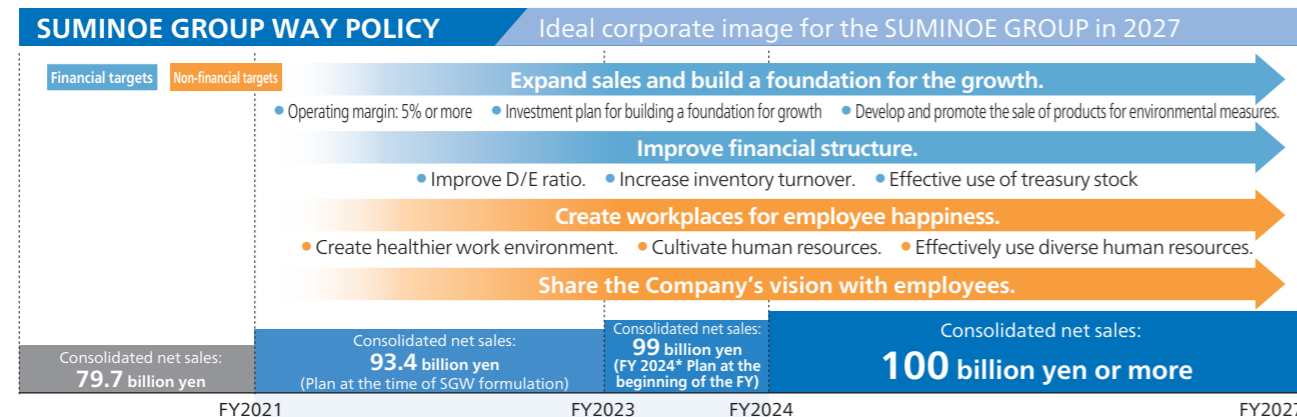 SUMINOE GROUP WAY POLICY
Ideal corporate image for the SUMINOE GROUP in 2027
Financial targets
Non-financial targets
Expand sales and build a foundation for the growth.
● Operating margin: 5% or more ● Investment plan for building a foundation for growth ● Develop and promote the sale of products for environmental measures.
Improve financial structure.
● Improve D/E ratio. ● Increase inventory turnover. ● Effective use of treasury stock
Create workplaces for employee happiness.
● Create healthier work environment. ● Cultivate human resources. ● Effectively use diverse human resources.
Share the Company's vision with employees.
Consolidated net sales:
79.7 billion yen
Consolidated net sales:
93.4 billion yen
(Plan at the time of SGW formulation)
Consolidated net sales:
99 billion yen
(FY 2024* Plan at the
beginning of the FY)
Consolidated net sales:
100 billion yen or more
FY2021
FY2023
FY2024
FY2027